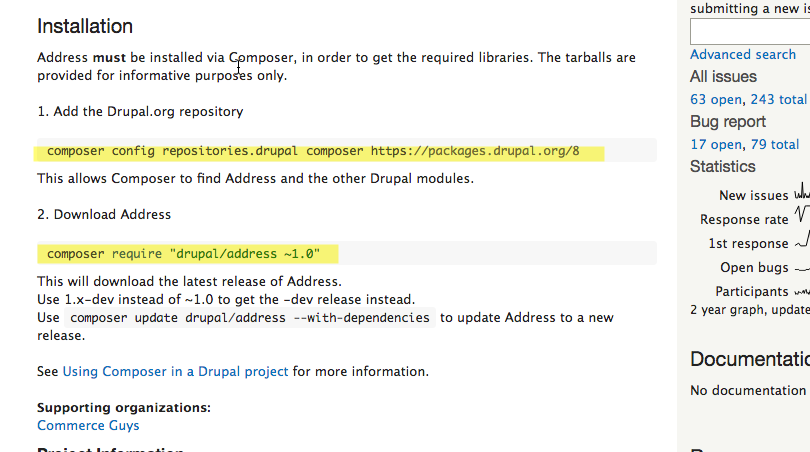 Installation
Address must be installed via Composer, in order to get the required libraries. The tarballs are
provided for informative purposes only.
1. Add the Drupal.org repository
composer config repositories.drupal composer https://packages.drupal.org/8
This allows Composer to find Address and the other Drupal modules.
2. Download Address
composer require "drupal/address ~1.0"
This will download the latest release of Address.
Use 1.x-dev instead of ~1.0 to get the -dev release instead.
Use composer update drupal/address --with-dependencies to update Address to a new
release.
See Using Composer in a Drupal project for more information.
Supporting organizations:
Commerce Guys
Project Information
submitting a new is
Advanced search
All issues
63 open, 243 total
Bug report
17 open, 79 total
Statistics
New issues
Response rate
1st response
Open bugs
Participants
2 year graph, update
Documentatio
No documentation